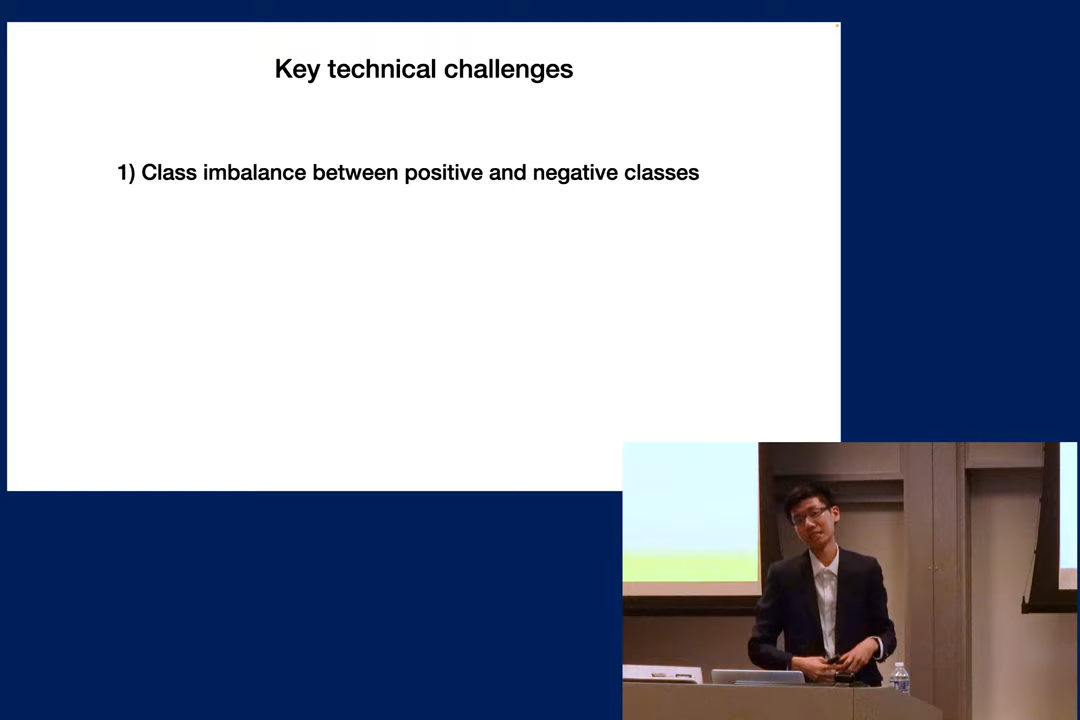 Key technical challenges
1) Class imbalance between positive and negative classes